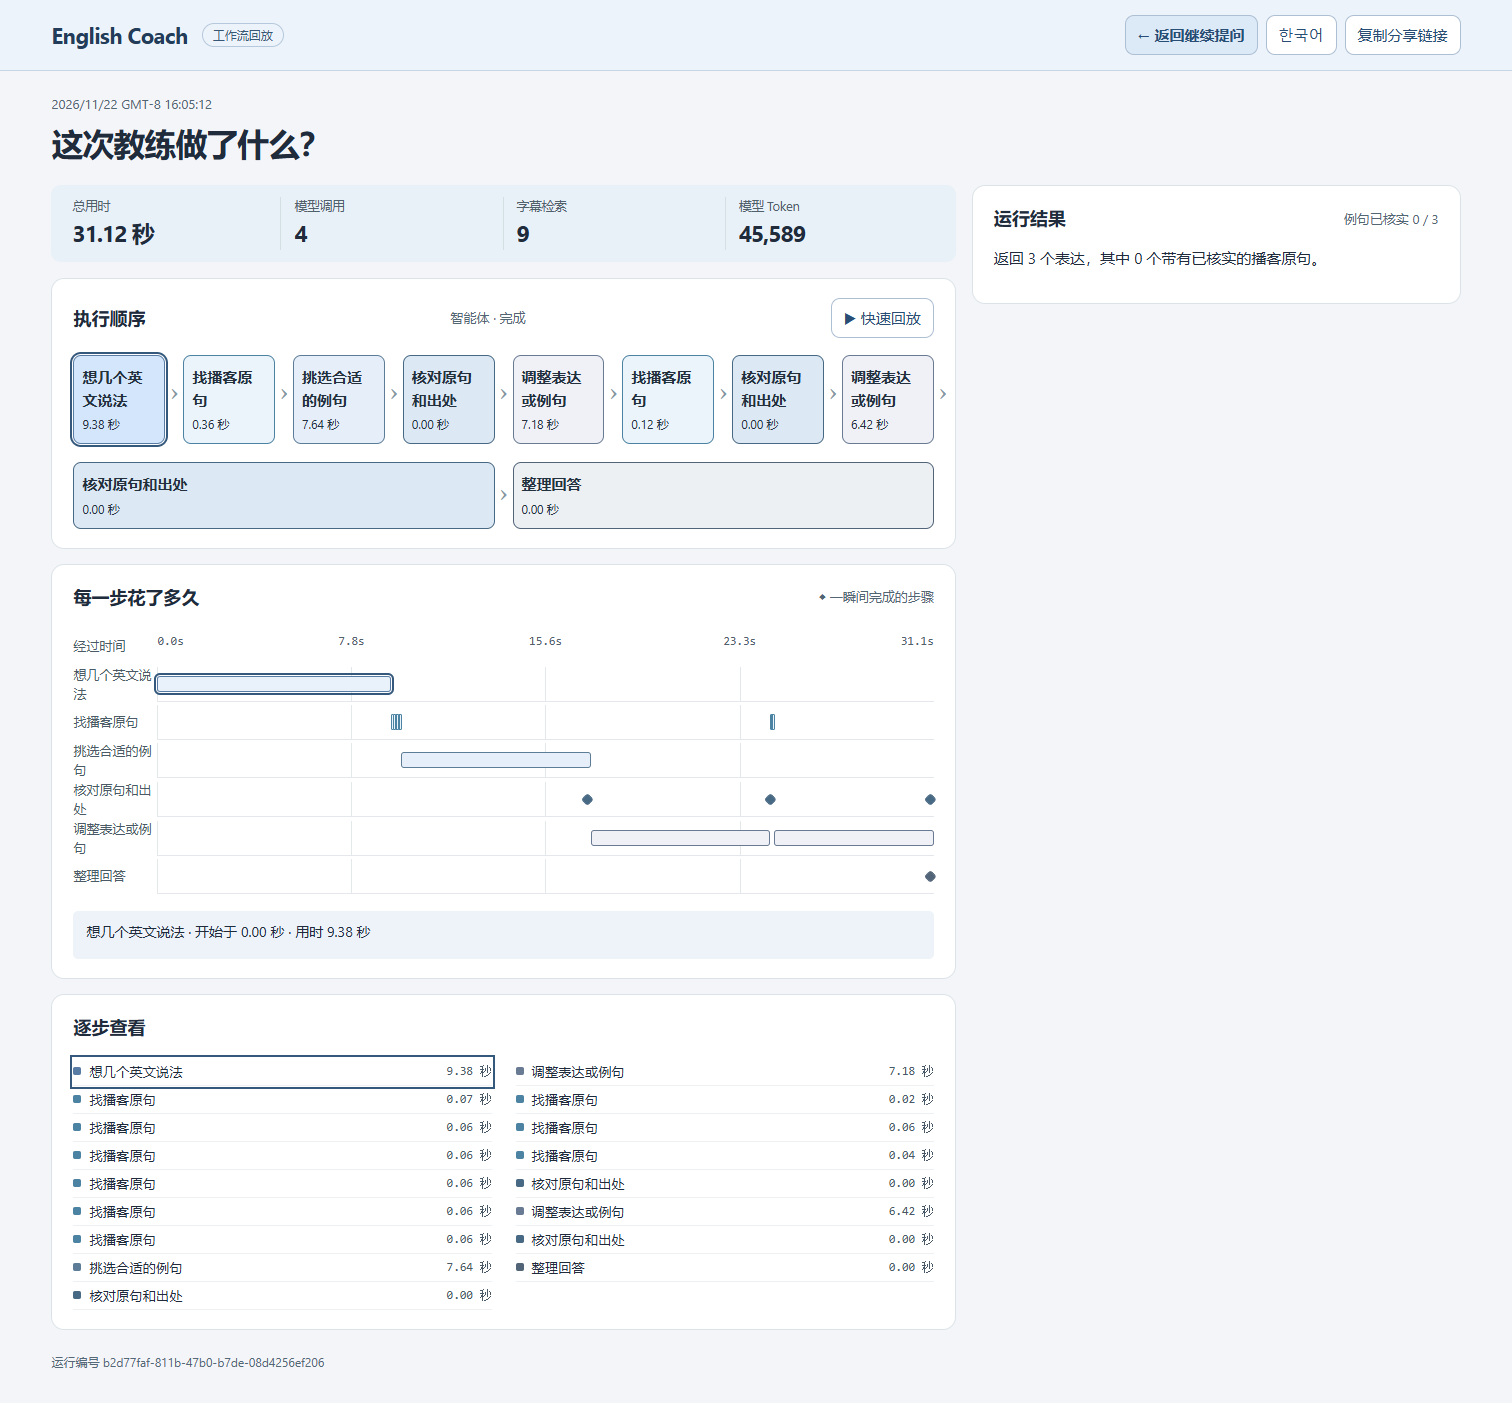 English Coach
工作流回放
← 返回继续提问
한국어
复制分享链接
2026/11/22 GMT-8 16:05:12
这次教练做了什么？
总用时
31.12 秒
模型调用
4
字幕检索
9
模型 Token
45,589
执行顺序
智能体 · 完成
▶ 快速回放
想几个英
文说法
9.38 秒
›
找播客原
句
0.36 秒
›
挑选合适
的例句
7.64 秒
›
核对原句
和出处
0.00 秒
›
调整表达
或例句
7.18 秒
›
找播客原
句
0.12 秒
›
核对原句
和出处
0.00 秒
›
调整表达
或例句
6.42 秒
›
核对原句和出处
0.00 秒
›
整理回答
0.00 秒
每一步花了多久
◆ 一瞬间完成的步骤
经过时间
0.0s
7.8s
15.6s
23.3s
31.1s
想几个英文说
法
找播客原句
挑选合适的例
句
核对原句和出
处
调整表达或例
句
整理回答
想几个英文说法 · 开始于 0.00 秒 · 用时 9.38 秒
逐步查看
想几个英文说法 9.38 秒
找播客原句 0.07 秒
找播客原句 0.06 秒
找播客原句 0.06 秒
找播客原句 0.06 秒
找播客原句 0.06 秒
找播客原句 0.06 秒
挑选合适的例句 7.64 秒
核对原句和出处 0.00 秒
调整表达或例句 7.18 秒
找播客原句 0.02 秒
找播客原句 0.06 秒
找播客原句 0.04 秒
核对原句和出处 0.00 秒
调整表达或例句 6.42 秒
核对原句和出处 0.00 秒
整理回答 0.00 秒
运行编号 b2d77faf-811b-47b0-b7de-08d4256ef206
运行结果
例句已核实 0 / 3
返回 3 个表达，其中 0 个带有已核实的播客原句。